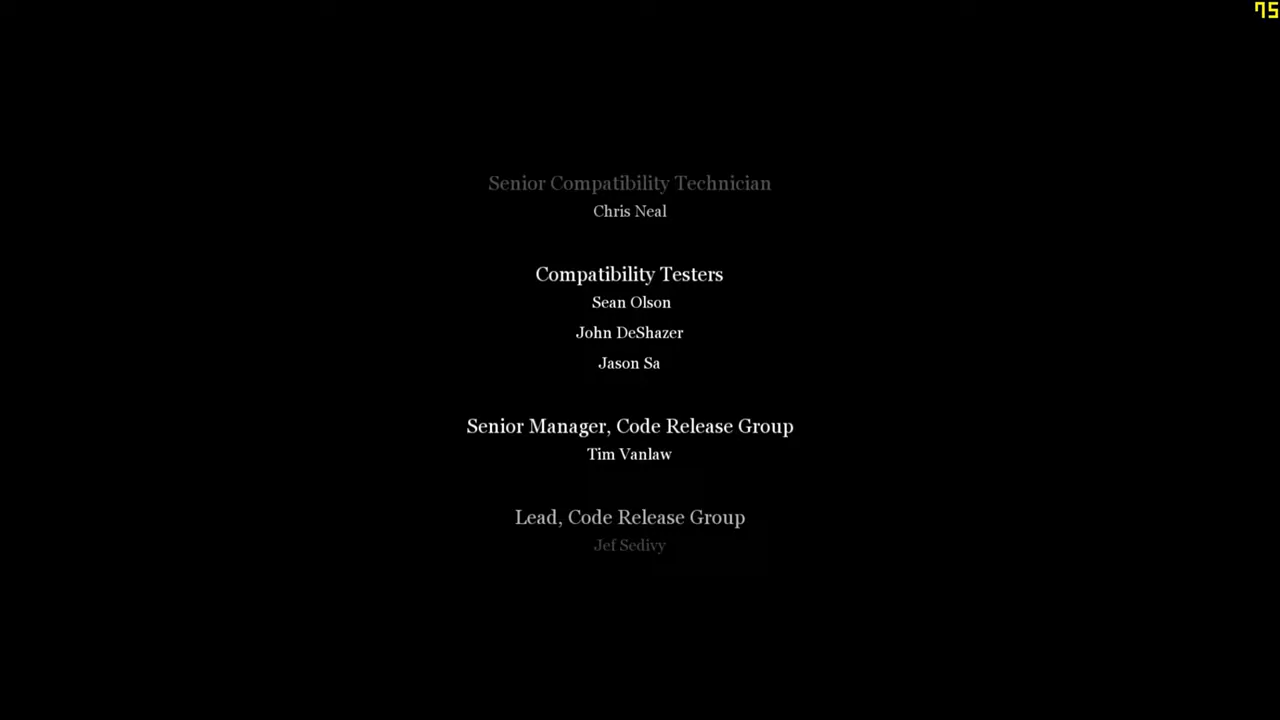 75
Senior Compatibility Technician
Chris Neal
Compatibility Testers
Sean Olson
John DeShazer
Jason Sa
Senior Manager, Code Release Group
Tim Vanlaw
Lead, Code Release Group
Jef Sedivy